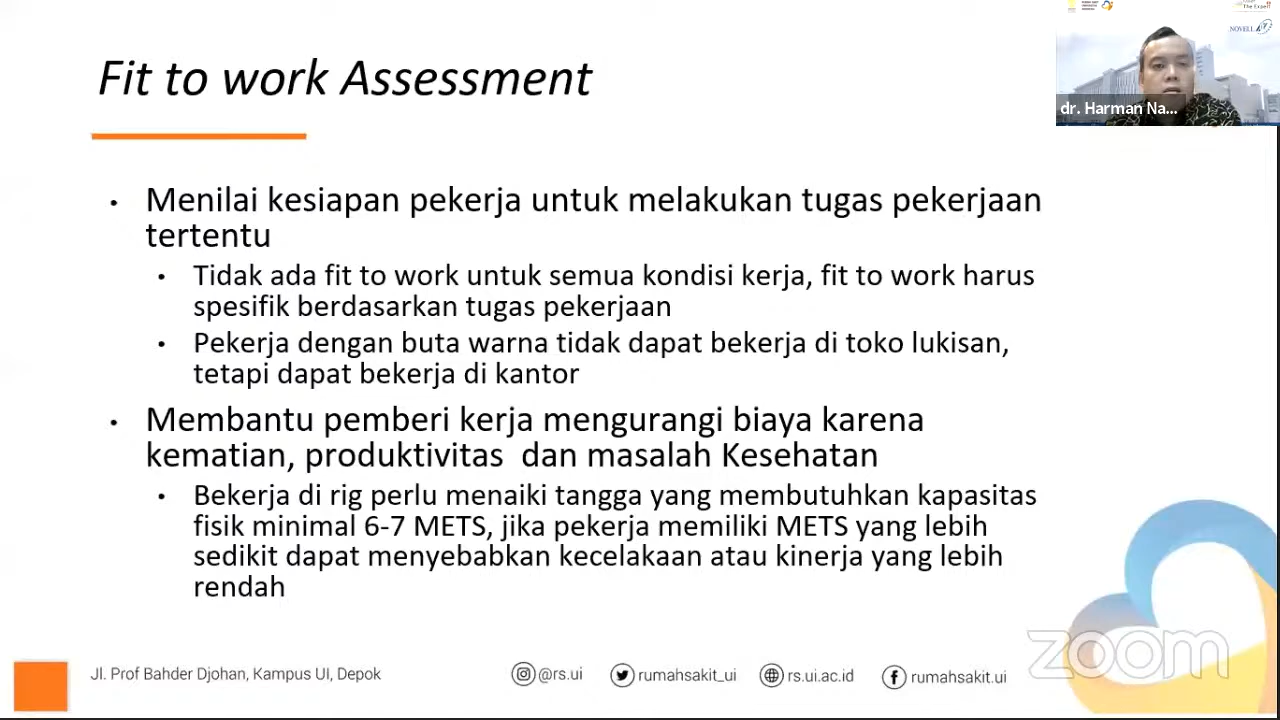 Fit to work Assessment
The Expert
NOVELL
dr. Harman Na...
• Menilai kesiapan pekerja untuk melakukan tugas pekerjaan
tertentu
• Tidak ada fit to work untuk semua kondisi kerja, fit to work harus
spesifik berdasarkan tugas pekerjaan
• Pekerja dengan buta warna tidak dapat bekerja di toko lukisan,
tetapi dapat bekerja di kantor
• Membantu pemberi kerja mengurangi biaya karena
kematian, produktivitas dan masalah Kesehatan
• Bekerja di rig perlu menaiki tangga yang membutuhkan kapasitas
fisik minimal 6-7 METS, jika pekerja memiliki METS yang lebih
sedikit dapat menyebabkan kecelakaan atau kinerja yang lebih
rendah
zoom
Jl. Prof Bahder Djohan, Kampus UI, Depok
@rs.ui
rumahsakit_ui
rs.ui.ac.id
rumahsakit.ui